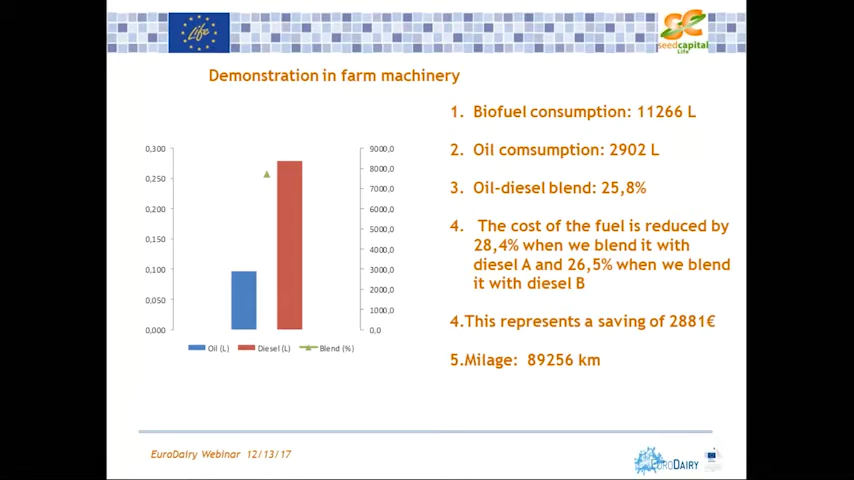 Life
seedcapital
Life
Demonstration in farm machinery
1. Biofuel consumption: 11266 L
2. Oil comsumption: 2902 L
3. Oil-diesel blend: 25,8%
4. The cost of the fuel is reduced by
28,4% when we blend it with
diesel A and 26,5% when we blend
it with diesel B
4.This represents a saving of 2881€
5.Milage: 89256 km
0,300
0,250
0,200
0,150
0,100
0,050
0,000
9000,0
8000,0
7000,0
6000,0
5000,0
4000,0
3000,0
2000,0
1000,0
0,0
Oil (L) Diesel (L) Blend (%)
EuroDairy Webinar 12/13/17
EURODAIRY